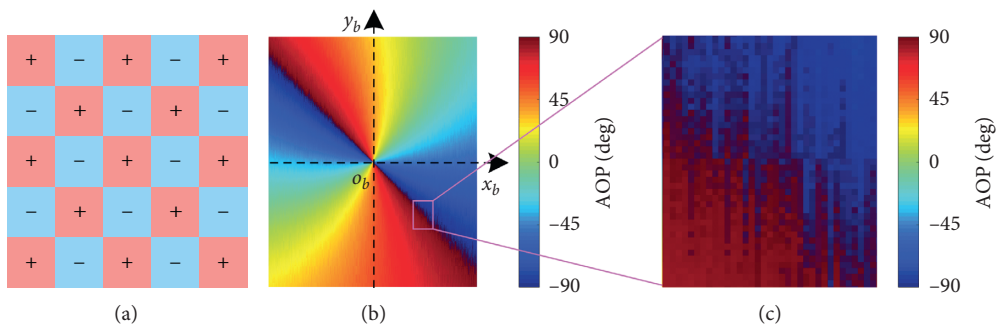 + − + − +
− + − + −
+ − + − +
− + − + −
+ − + − +
(a)
y_b
o_b
x_b
90
45
0
−45
−90
AOP (deg)
(b)
90
45
0
−45
−90
AOP (deg)
(c)